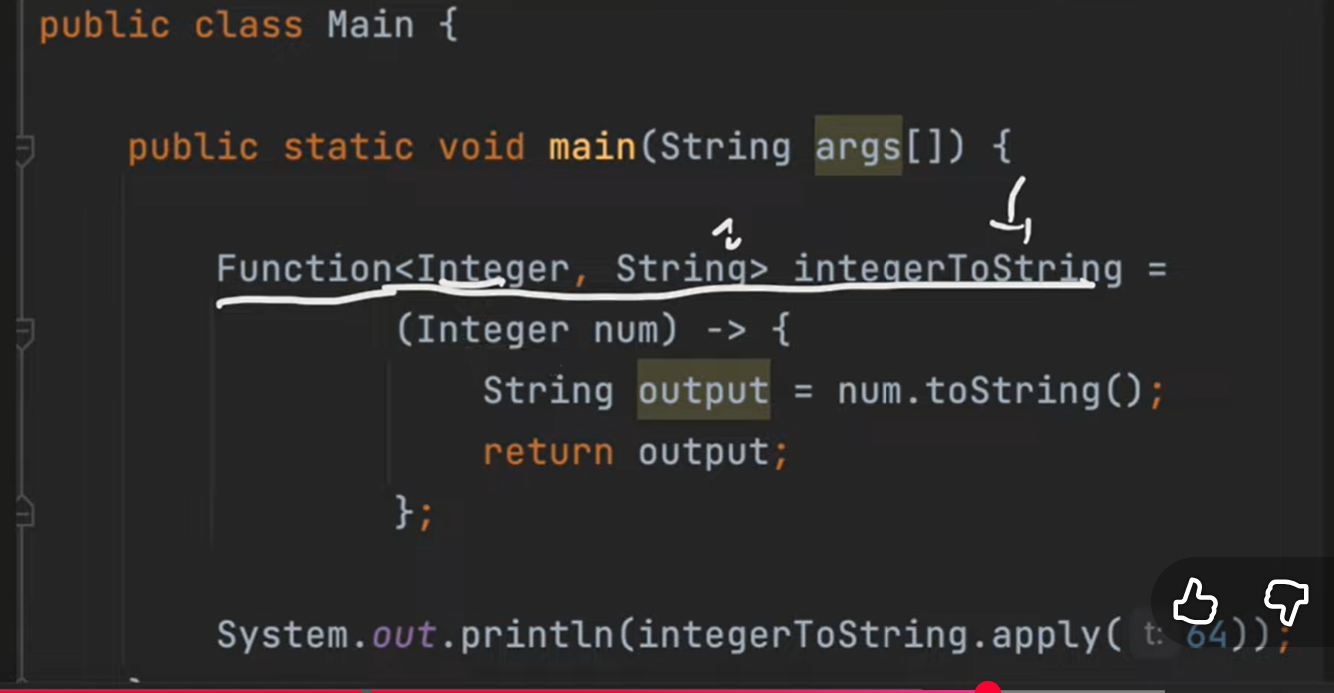 public class Main {
public static void main(String args[]) {
Function<Integer, String> integerToString =
(Integer num) -> {
String output = num.toString();
return output;
};
System.out.println(integerToString.apply( t: 64));